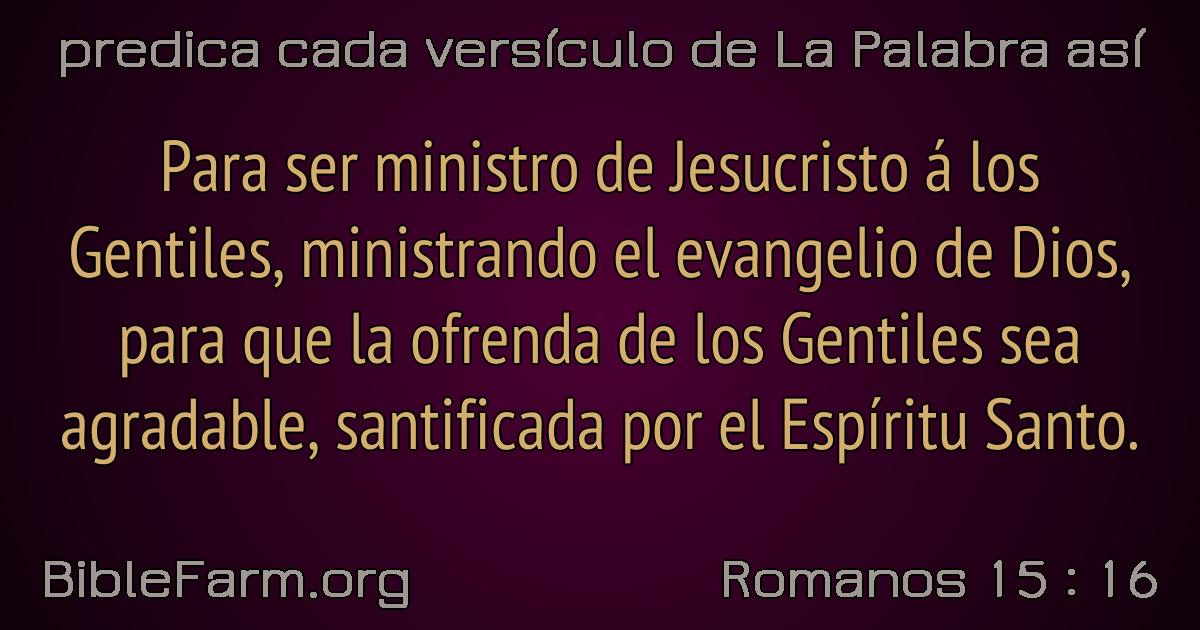 predica cada versículo de La Palabra así
Para ser ministro de Jesucristo á los
Gentiles, ministrando el evangelio de Dios,
para que la ofrenda de los Gentiles sea
agradable, santificada por el Espíritu Santo.
BibleFarm.org
Romanos 15 : 16